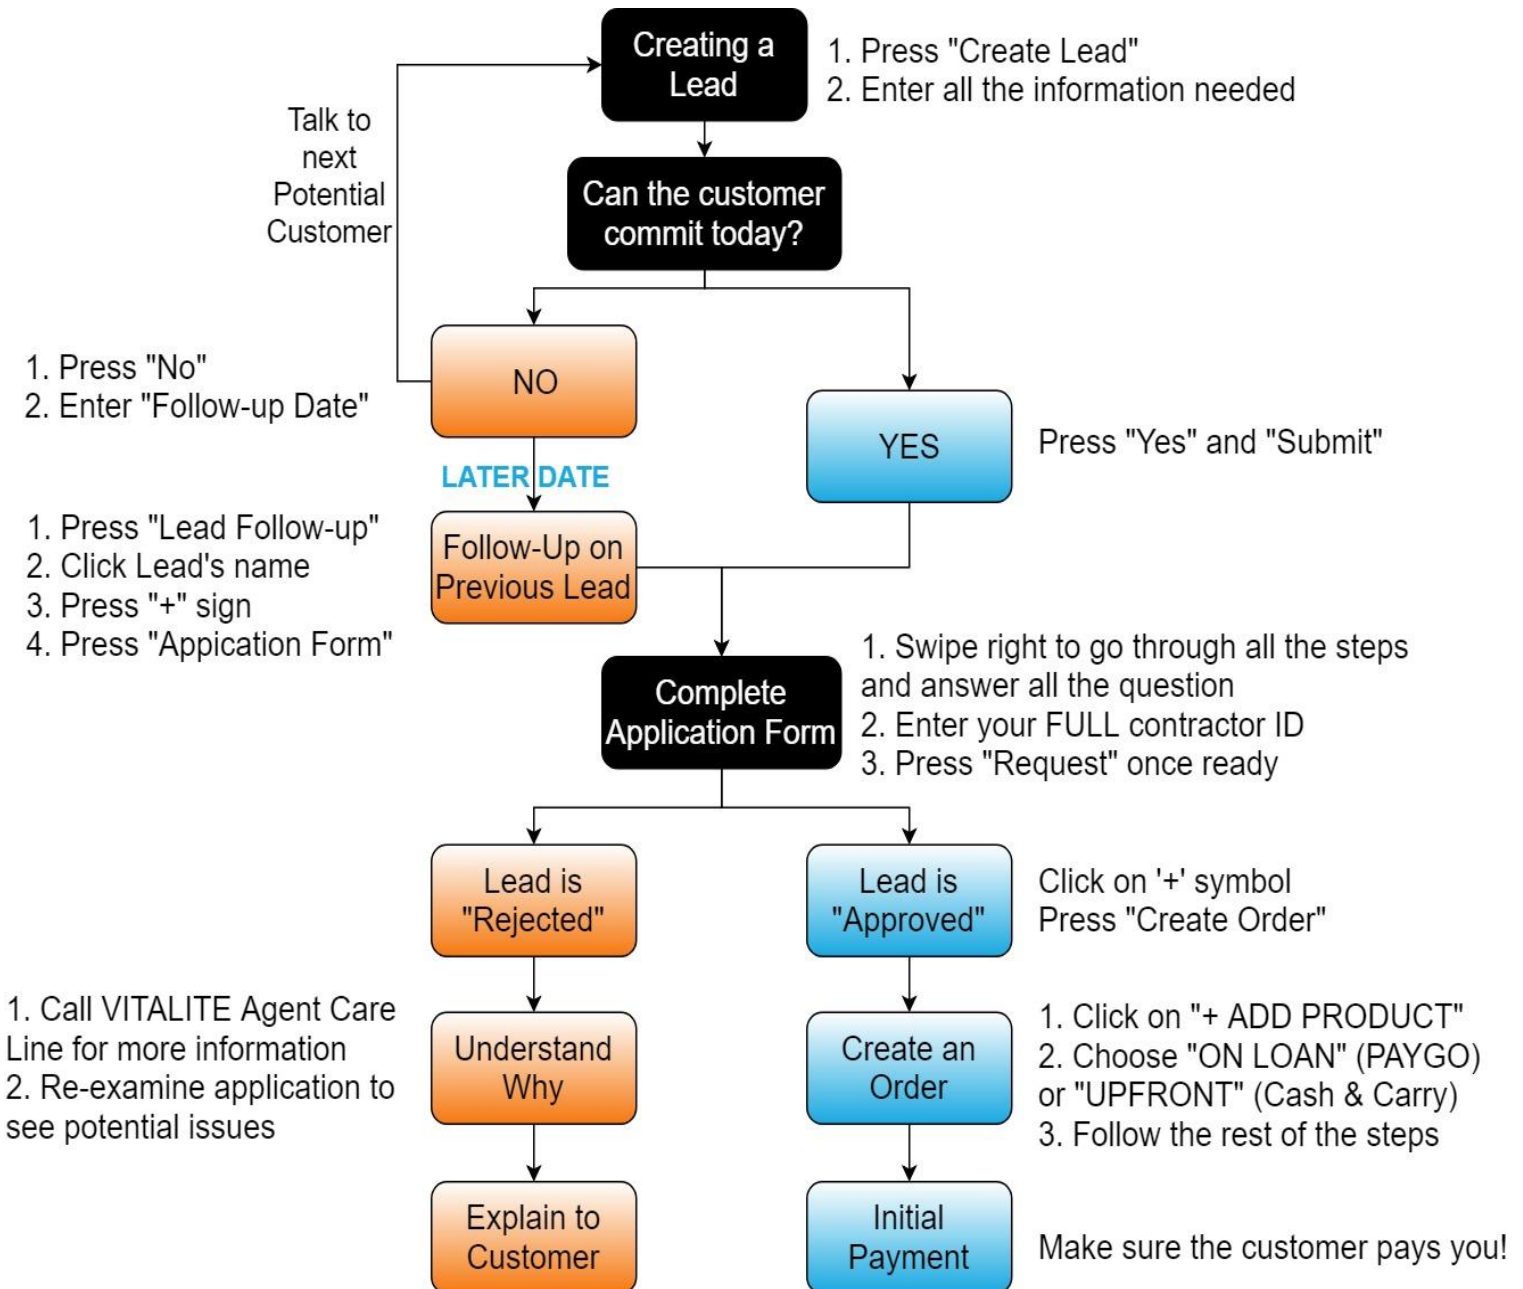 Creating a
Lead
1. Press "Create Lead"
2. Enter all the information needed
Talk to
next
Potential
Customer
Can the customer
commit today?
1. Press "No"
2. Enter "Follow-up Date"
NO
YES
Press "Yes" and "Submit"
LATER DATE
1. Press "Lead Follow-up"
2. Click Lead's name
3. Press "+" sign
4. Press "Appication Form"
Follow-Up on
Previous Lead
Complete
Application Form
1. Swipe right to go through all the steps
and answer all the question
2. Enter your FULL contractor ID
3. Press "Request" once ready
Lead is
"Rejected"
Lead is
"Approved"
Click on '+' symbol
Press "Create Order"
1. Call VITALITE Agent Care
Line for more information
2. Re-examine application to
see potential issues
Understand
Why
Create an
Order
1. Click on "+ ADD PRODUCT"
2. Choose "ON LOAN" (PAYGO)
or "UPFRONT" (Cash & Carry)
3. Follow the rest of the steps
Explain to
Customer
Initial
Payment
Make sure the customer pays you!